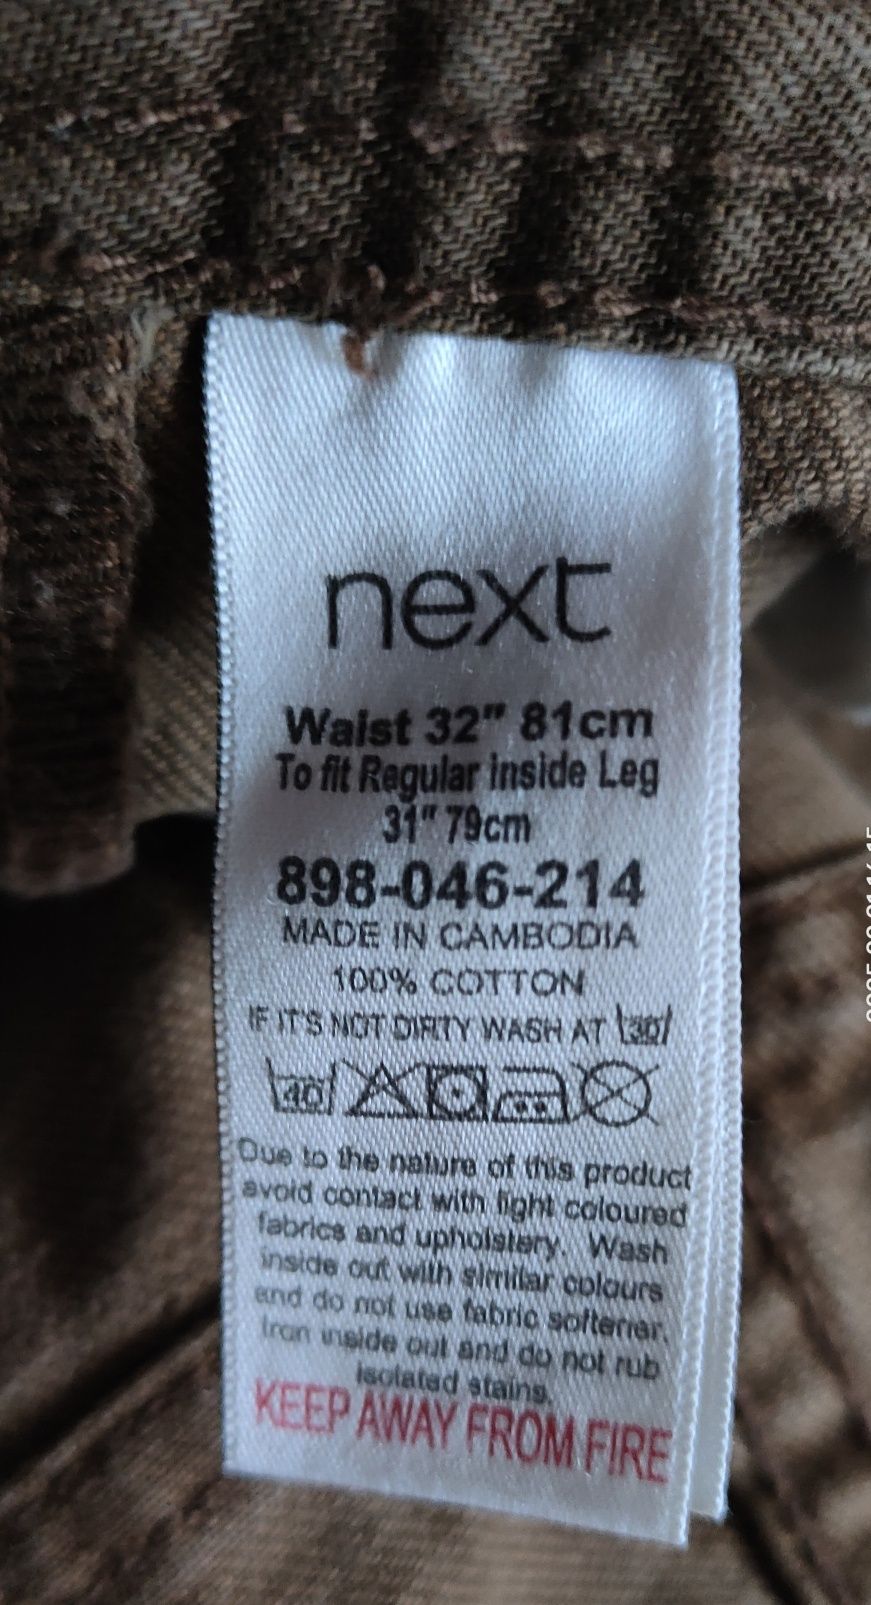 next
Waist 32" 81cm
To fit Regular Inside Leg
31" 79cm
898-046-214
MADE IN CAMBODIA
100% COTTON
IF IT'S NOT DIRTY WASH AT 30
40
Due to the nature of this product
avoid contact with light coloured
fabrics and upholstery. Wash
inside out with similar colours
and do not use fabric softener.
Iron inside out and do not rub
isolated stains.
KEEP AWAY FROM FIRE